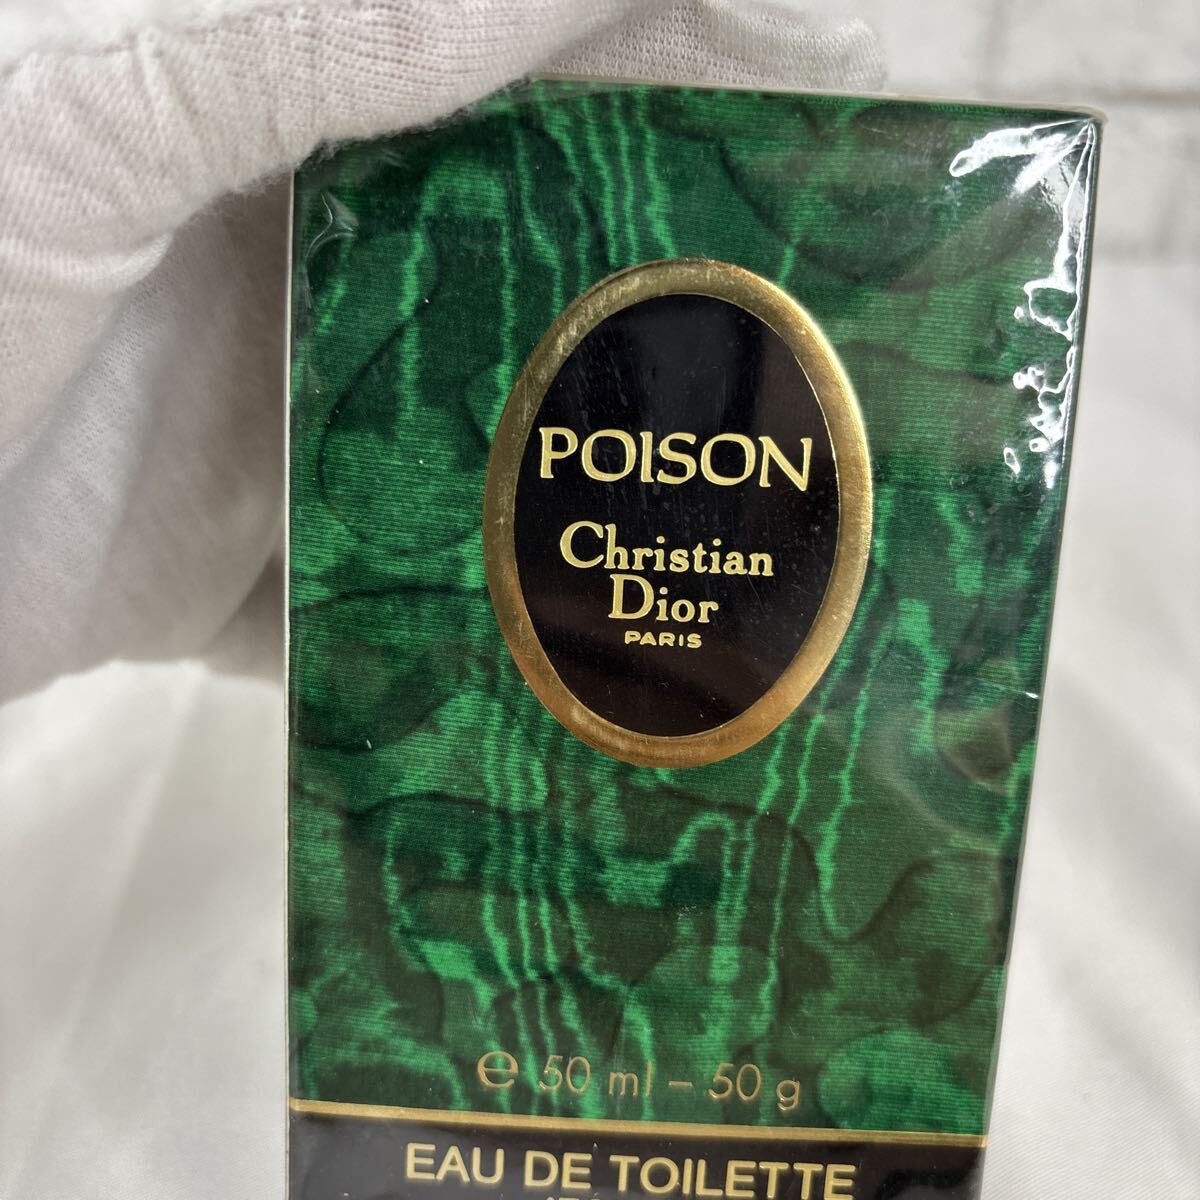 POISON
Christian
Dior
PARIS
℮ 50 ml - 50 g
EAU DE TOILETTE